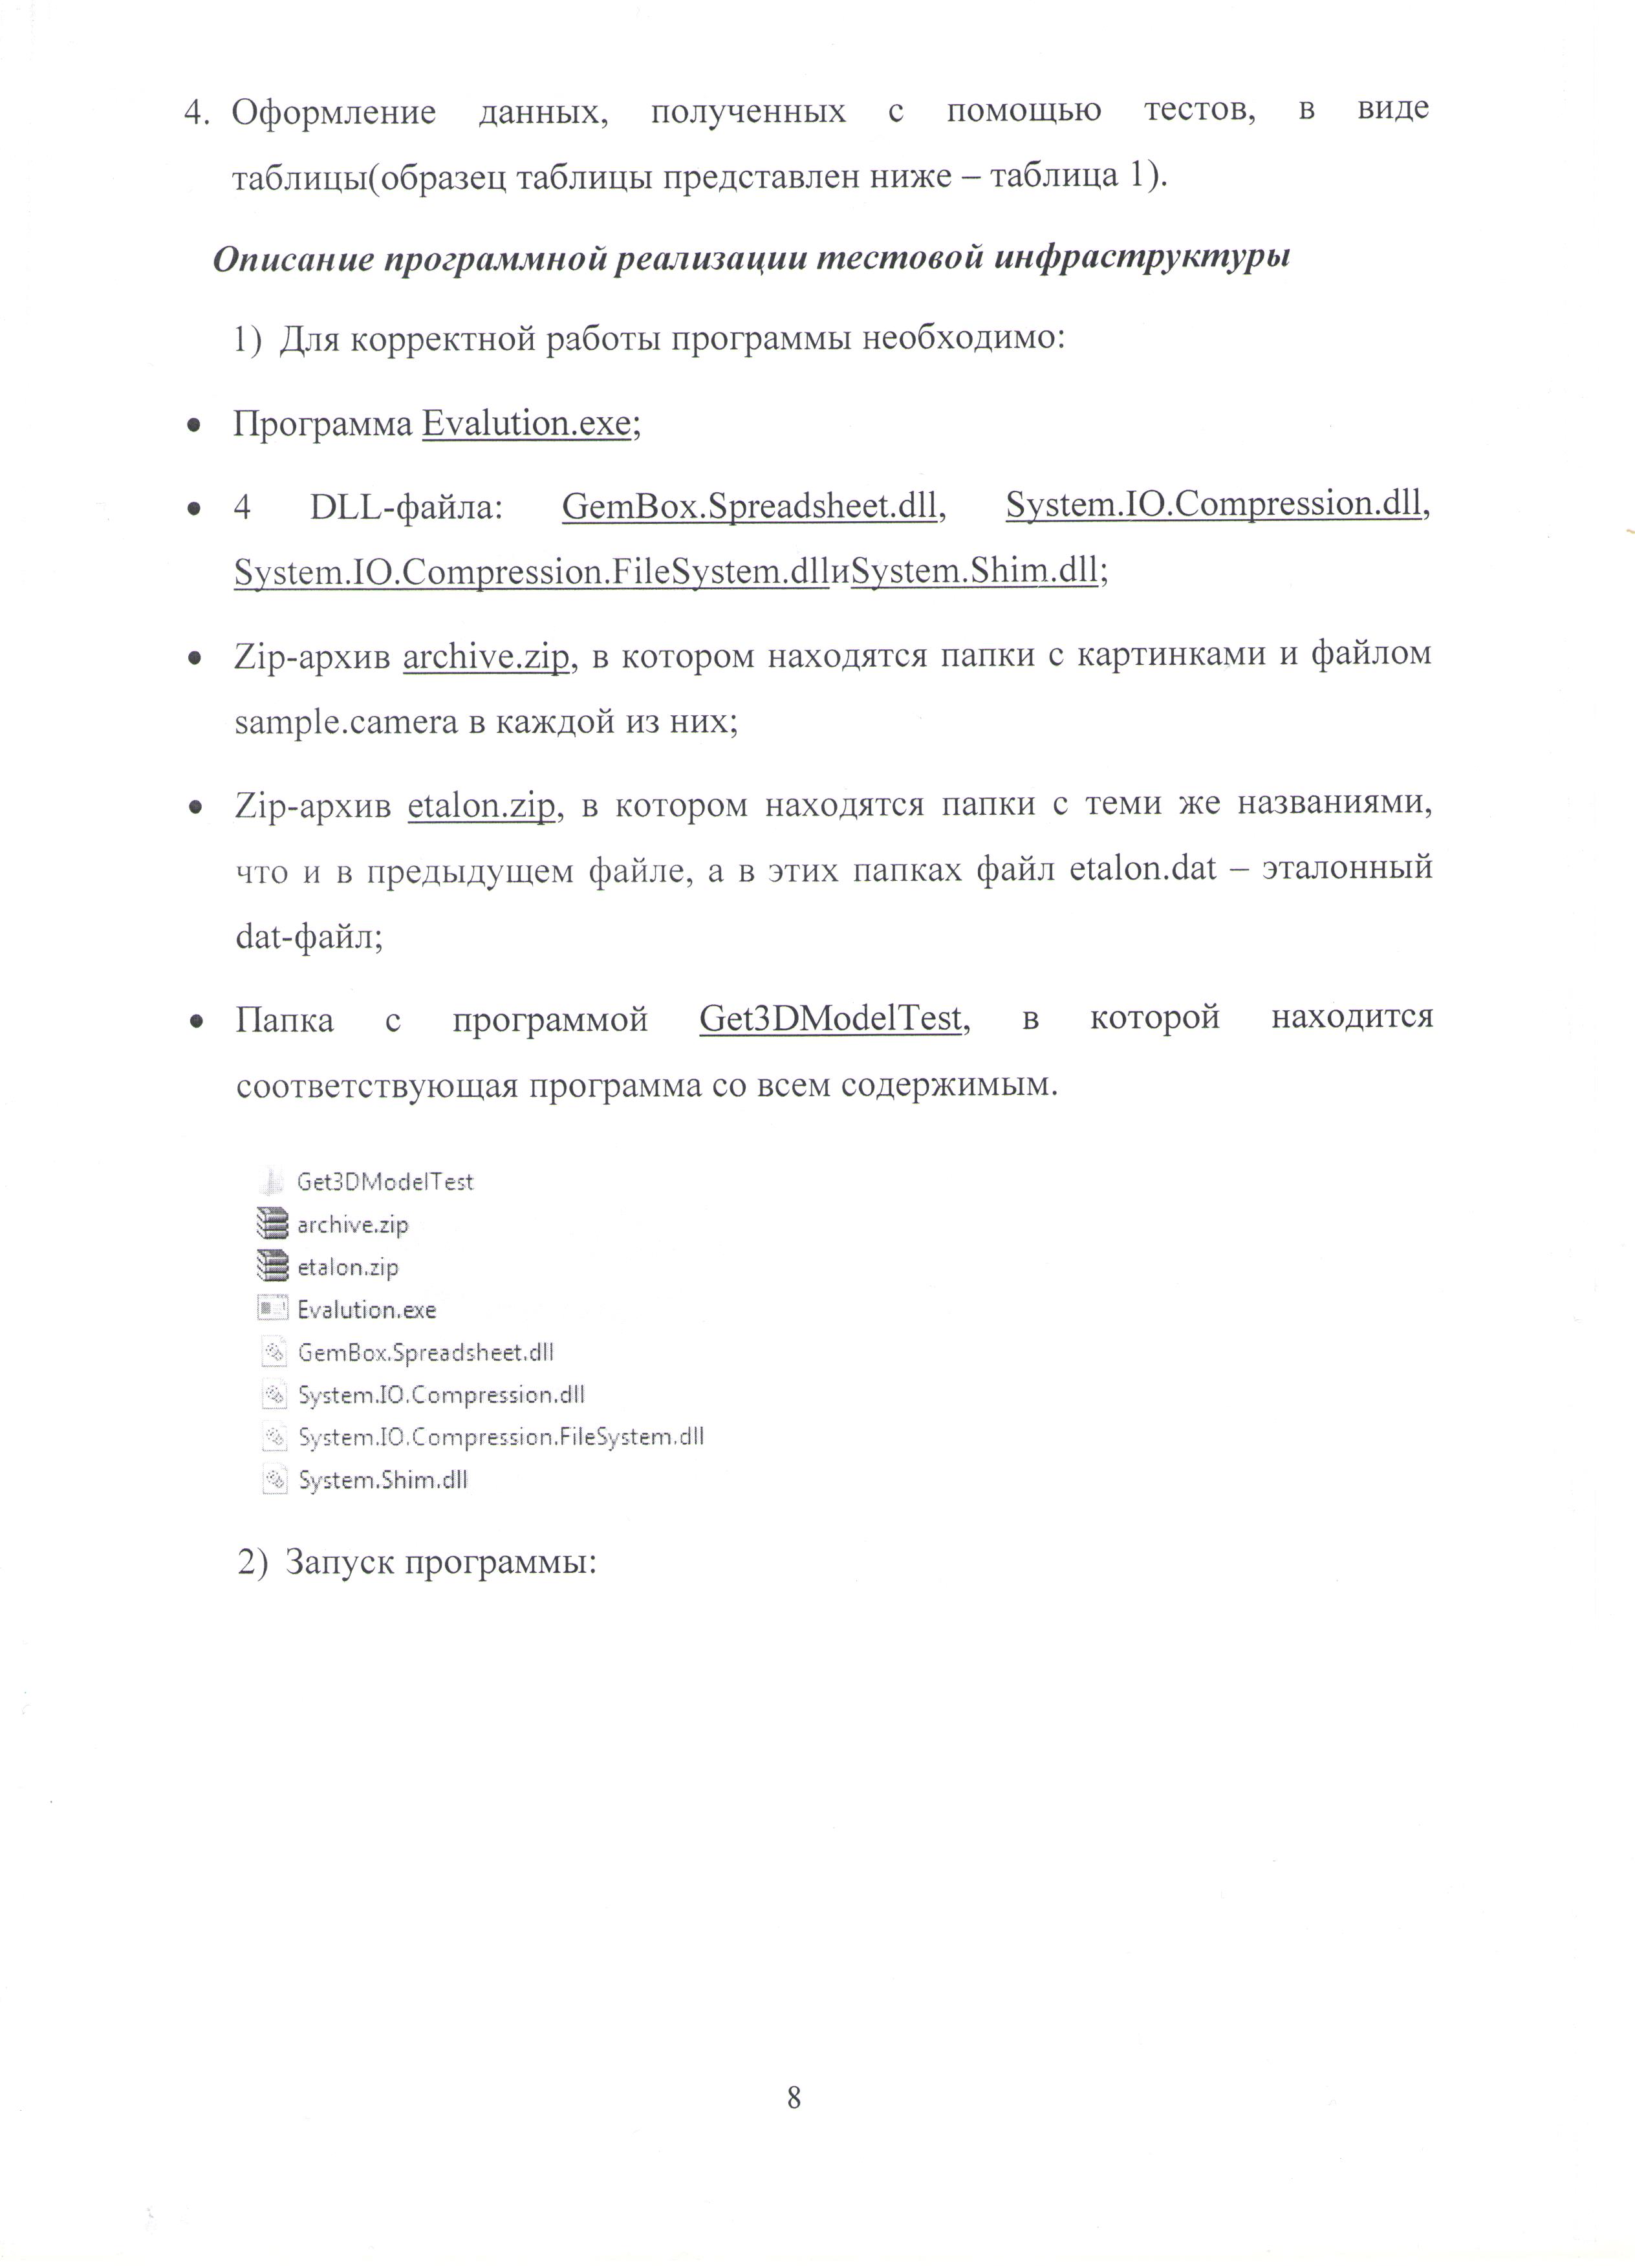 4. Оформление данных, полученных с помощью тестов, в виде
таблицы(образец таблицы представлен ниже – таблица 1).
Описание программной реализации тестовой инфраструктуры
1) Для корректной работы программы необходимо:
• Программа Evalution.exe;
• 4 DLL-файла: GemBox.Spreadsheet.dll, System.IO.Compression.dll,
System.IO.Compression.FileSystem.dllиSystem.Shim.dll;
• Zip-архив archive.zip, в котором находятся папки с картинками и файлом
sample.camera в каждой из них;
• Zip-архив etalon.zip, в котором находятся папки с теми же названиями,
что и в предыдущем файле, а в этих папках файл etalon.dat – эталонный
dat-файл;
• Папка с программой Get3DModelTest, в которой находится
соответствующая программа со всем содержимым.
Get3DModelTest
archive.zip
etalon.zip
Evalution.exe
GemBox.Spreadsheet.dll
System.IO.Compression.dll
System.IO.Compression.FileSystem.dll
System.Shim.dll
2) Запуск программы:
8